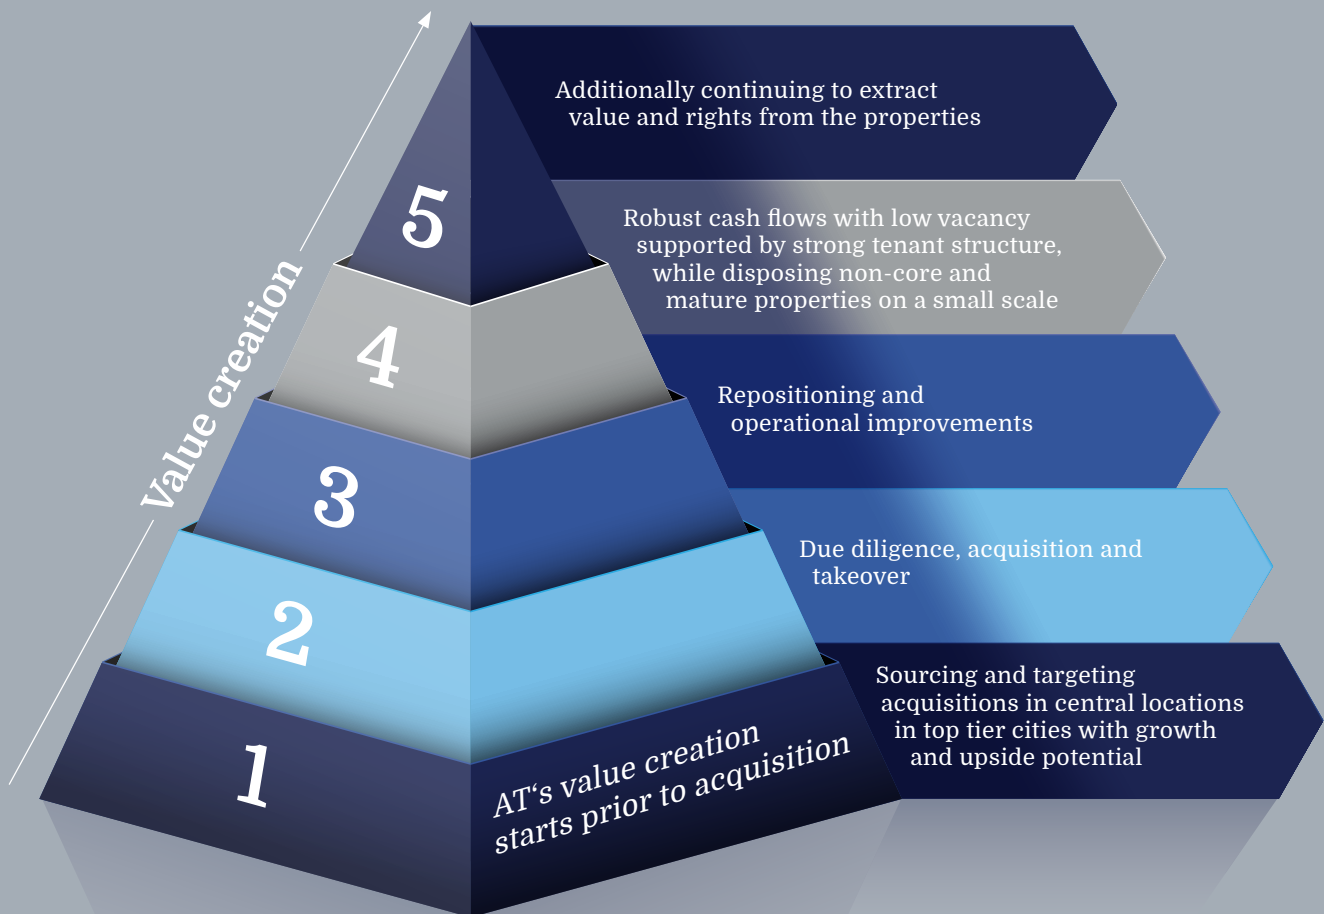 Additionally continuing to extract
value and rights from the properties
5
Robust cash flows with low vacancy
supported by strong tenant structure,
while disposing non-core and
mature properties on a small scale
4
Value creation
Repositioning and
operational improvements
3
Due diligence, acquisition and
takeover
2
Sourcing and targeting
acquisitions in central locations
in top tier cities with growth
and upside potential
1
AT‘s value creation
starts prior to acquisition